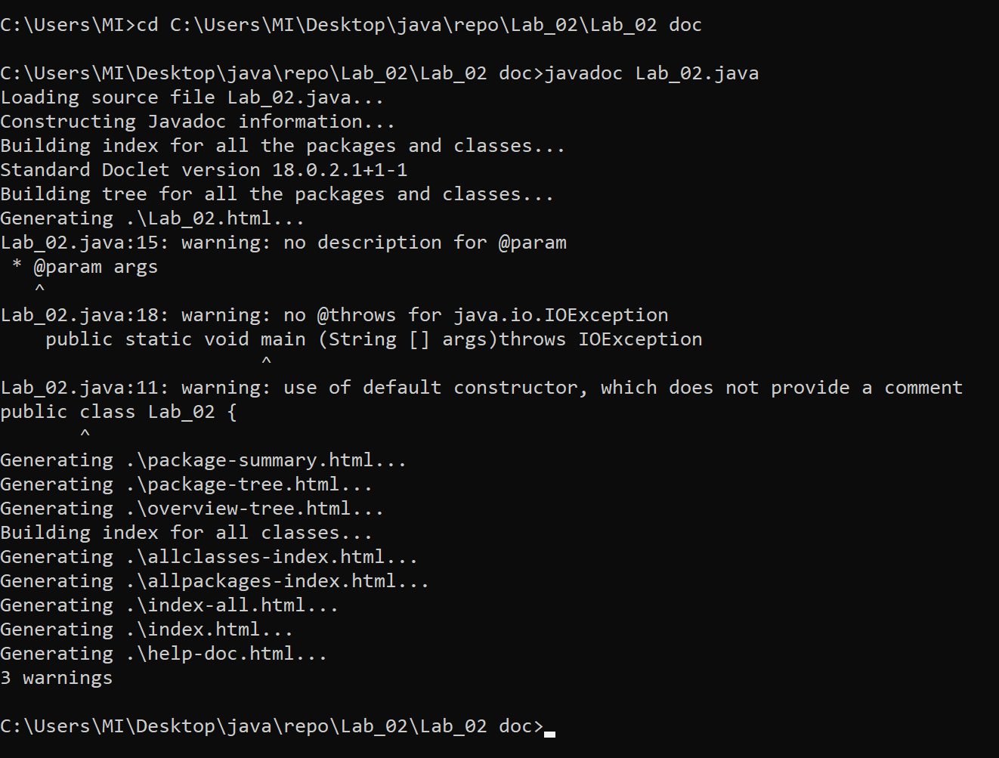 C:\Users\MI>cd C:\Users\MI\Desktop\java\repo\Lab_02\Lab_02 doc
C:\Users\MI\Desktop\java\repo\Lab_02\Lab_02 doc>javadoc Lab_02.java
Loading source file Lab_02.java...
Constructing Javadoc information...
Building index for all the packages and classes...
Standard Doclet version 18.0.2.1+1-1
Building tree for all the packages and classes...
Generating .\Lab_02.html...
Lab_02.java:15: warning: no description for @param
 * @param args
   ^
Lab_02.java:18: warning: no @throws for java.io.IOException
    public static void main (String [] args)throws IOException
                       ^
Lab_02.java:11: warning: use of default constructor, which does not provide a comment
public class Lab_02 {
       ^
Generating .\package-summary.html...
Generating .\package-tree.html...
Generating .\overview-tree.html...
Building index for all classes...
Generating .\allclasses-index.html...
Generating .\allpackages-index.html...
Generating .\index-all.html...
Generating .\index.html...
Generating .\help-doc.html...
3 warnings
C:\Users\MI\Desktop\java\repo\Lab_02\Lab_02 doc>